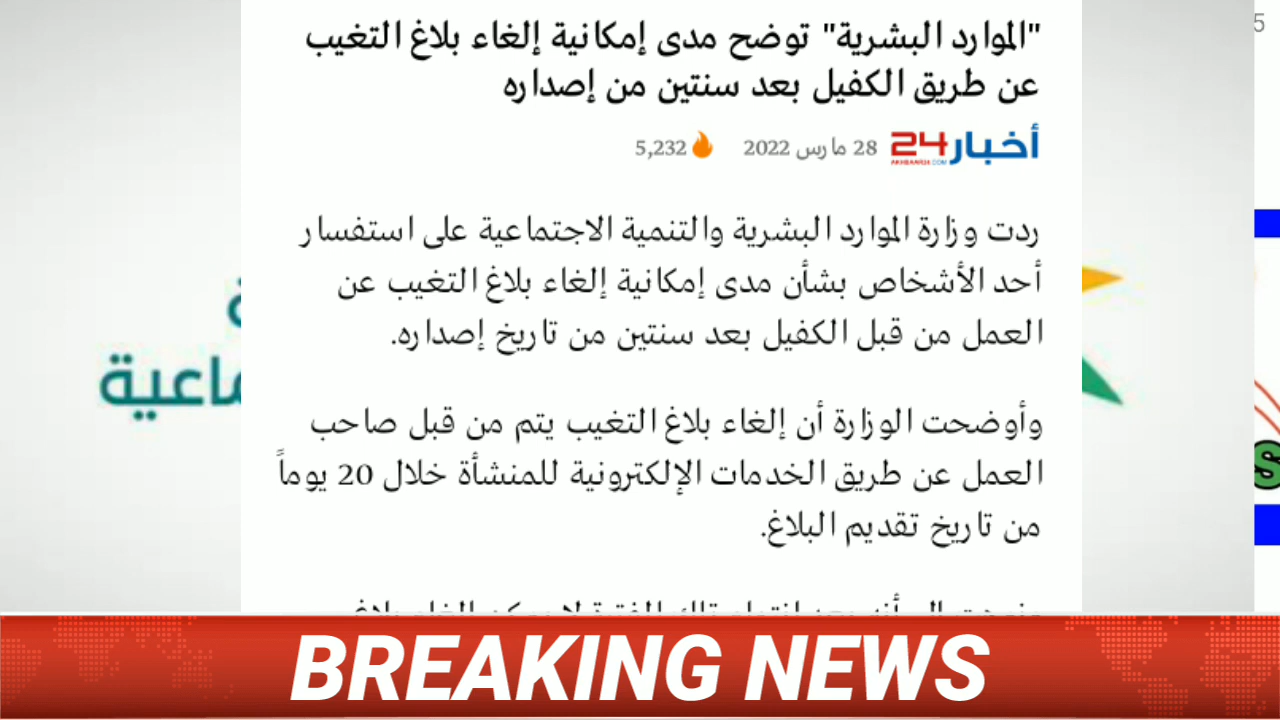 "الموارد البشرية" توضح مدى إمكانية إلغاء بلاغ التغيب
عن طريق الكفيل بعد سنتين من إصداره
أخبار24 28 مارس 2022 5,232
AKHBAAR24.COM
ردت وزارة الموارد البشرية والتنمية الاجتماعية على استفسار
أحد الأشخاص بشأن مدى إمكانية إلغاء بلاغ التغيب عن
العمل من قبل الكفيل بعد سنتين من تاريخ إصداره.
وأوضحت الوزارة أن إلغاء بلاغ التغيب يتم من قبل صاحب
العمل عن طريق الخدمات الإلكترونية للمنشأة خلال 20 يوماً
من تاريخ تقديم البلاغ.
BREAKING NEWS
5
S